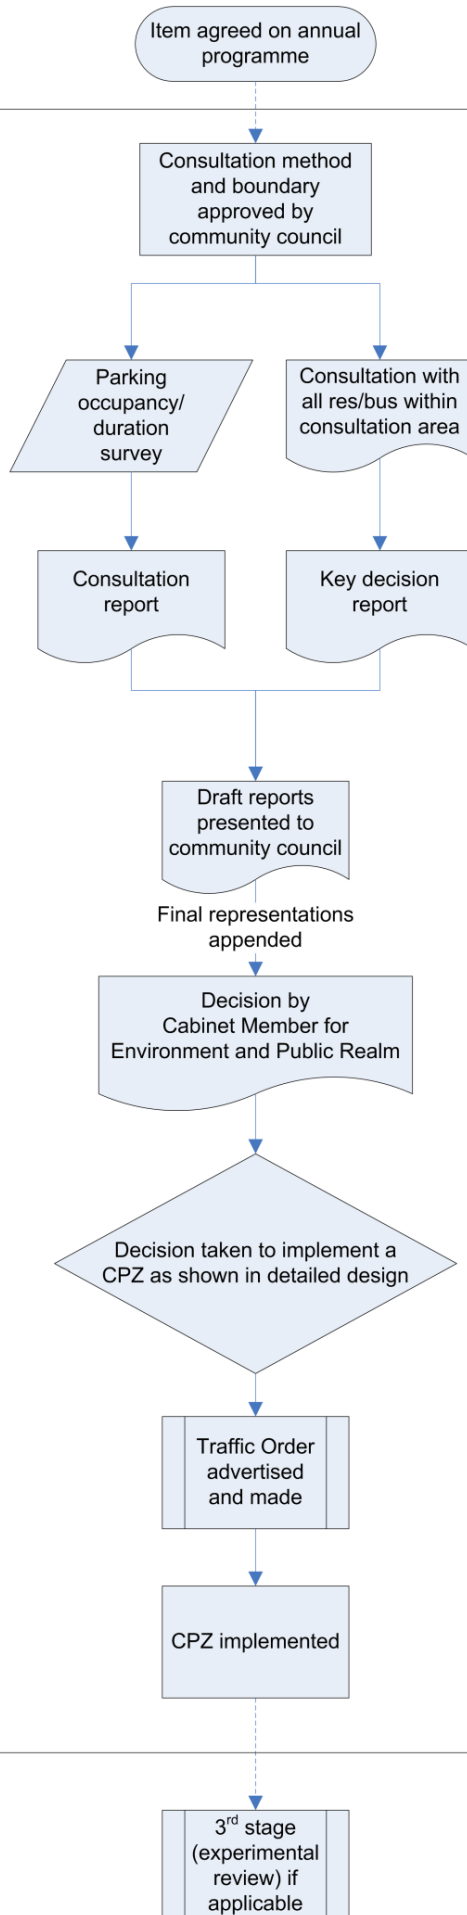 Item agreed on annual
programme
Consultation method
and boundary
approved by
community council
Parking
occupancy/
duration
survey
Consultation with
all res/bus within
consultation area
Consultation
report
Key decision
report
Draft reports
presented to
community council
Final representations
appended
Decision by
Cabinet Member for
Environment and Public Realm
Decision taken to implement a
CPZ as shown in detailed design
Traffic Order
advertised
and made
CPZ implemented
3rd stage
(experimental
review) if
applicable